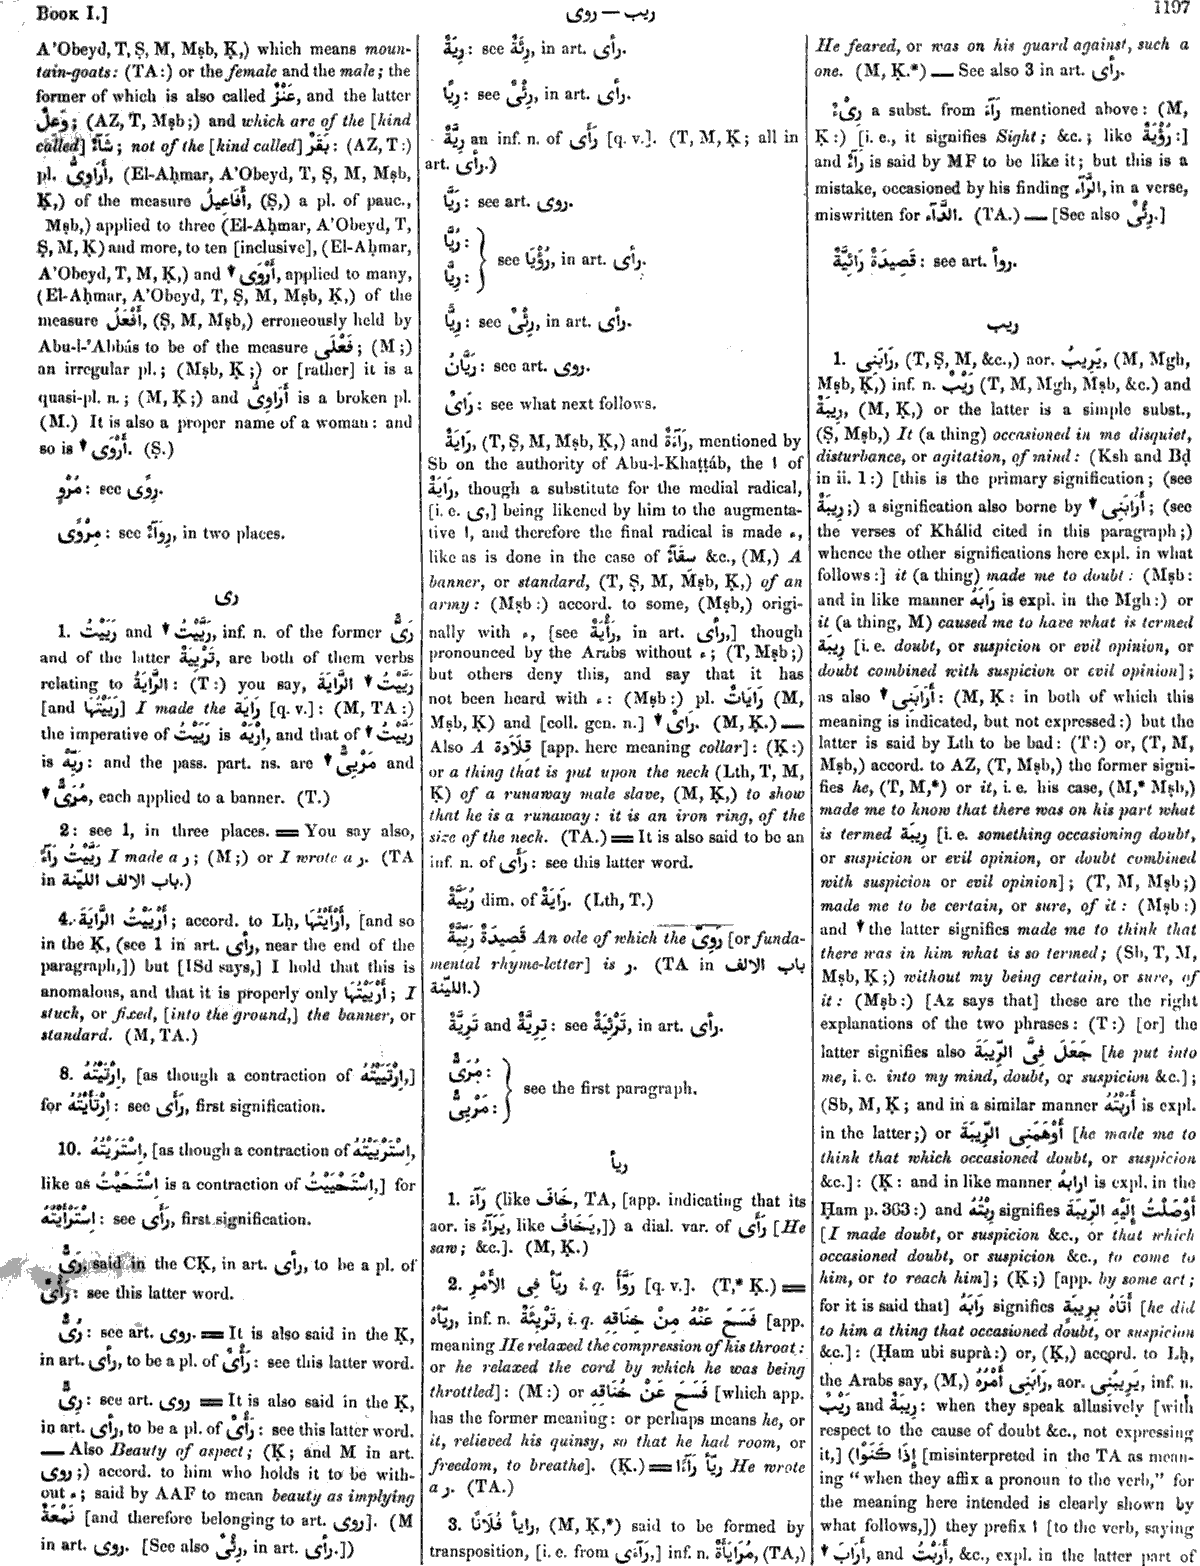 Book I.]
روى — ريب
1197
A'Obeyd, T, Ṣ, M, Mṣb, Ḳ,) which means moun-
tain-goats: (TA:) or the female and the male; the
former of which is also called عَنْزٌ, and the latter
وَعِلٌ; (AZ, T, Mṣb;) and which are of the [kind
called] شَآءٌ; not of the [kind called] بَقَرٌ: (AZ, T:)
pl. أَرَاوِىُّ, (El-Aḥmar, A'Obeyd, T, Ṣ, M, Mṣb,
Ḳ,) of the measure أَفَاعِيلُ, (Ṣ,) a pl. of pauc.,
Mṣb,) applied to three (El-Aḥmar, A'Obeyd, T,
Ṣ, M, Ḳ) and more, to ten [inclusive], (El-Aḥmar,
A'Obeyd, T, M, Ḳ,) and ▼ أَرْوَى, applied to many,
(El-Aḥmar, A'Obeyd, T, Ṣ, M, Mṣb, Ḳ,) of the
measure أَفْعَلُ, (Ṣ, M, Mṣb,) erroneously held by
Abu-l-'Abbás to be of the measure فَعْلَى; (M;)
an irregular pl.; (Mṣb, Ḳ;) or [rather] it is a
quasi-pl. n.; (M, Ḳ;) and أَرَاوِىُّ is a broken pl.
(M.) It is also a proper name of a woman: and
so is ▼ أَرْوَى. (Ṣ.)
مُرْوٍ: see رِوًى.
مِرْوًى: see رِوَآءٌ, in two places.
رى
1. رَيَيْتُ and ▼ رَيَّيْتُ, inf. n. of the former رَىٌّ
and of the latter تَرْيِيَةٌ, are both of them verbs
relating to الرَّايَةُ: (T:) you say, رَيَّيْتُ ▼ الرَّايَةَ
[and رَيَيْتُهَا] I made the رَايَة [q. v.]: (M, TA:)
the imperative of رَيَيْتُ is اِرْيَهْ, and that of ▼ رَيَّيْتُ
is رَيِّهْ: and the pass. part. ns. are ▼ مَرْيِىٌّ and
▼ مُرَيًّى, each applied to a banner. (T.)
2: see 1, in three places. ═ You say also,
رَيَّيْتُ رَآءً I made a ر; (M;) or I wrote a ر. (TA
in باب الالف الليّنة.)
4. أَرْيَيْتُ الرَّايَةَ; accord. to Lḥ, أَرْأَيْتُهَا, [and so
in the Ḳ, (see 1 in art. رأى, near the end of the
paragraph,]) but [ISd says,] I hold that this is
anomalous, and that it is properly only أَرْيَيْتُهَا; I
stuck, or fixed, [into the ground,] the banner, or
standard. (M, TA.)
8. اِرْتَيْتُهُ, [as though a contraction of اِرْتَيَيْتُهُ,]
for اِرْتَأَيْتُهُ: see رَأَى, first signification.
10. اِسْتَرَيْتُهُ, [as though a contraction of اِسْتَرْيَيْتُهُ,
like as اِسْتَحَيْتُ is a contraction of اِسْتَحْيَيْتُ,] for
اِسْتَرْأَيْتُهُ: see رَأَى, first signification.
رَىٌّ, said in the CḲ, in art. رأى, to be a pl. of
رَأْىٌ: see this latter word.
رُىٌّ: see art. روى. ═ It is also said in the Ḳ,
in art. رأى, to be a pl. of رَأْىٌ: see this latter word.
رِىٌّ: see art. روى ═ It is also said in the Ḳ,
in art. رأى, to be a pl. of رَأْىٌ: see this latter word.
— Also Beauty of aspect; (Ḳ; and M in art.
روى;) accord. to him who holds it to be with-
out ء; said by AAF to mean beauty as implying
نَعْمَةٌ [and therefore belonging to art. روى]. (M
in art. روى. [See also رِئْىٌ, in art. رأى.])
رِيَةٌ: see رِئَةٌ, in art. رأى.
رِيًا: see رِئْىٌ, in art. رأى.
رَيَّةٌ an inf. n. of رَأَى [q. v.]. (T, M, Ḳ; all in
art. رأى.)
رَيَّا: see art. روى.
رُيَّا:
رِيَّا:
see رُؤْيَا, in art. رأى.
رِيًّا: see رِئْىٌ, in art. رأى.
رَيَّانُ: see art. روى.
رَاىٌ: see what next follows.
رَايَةٌ, (T, Ṣ, M, Mṣb, Ḳ,) and رَآءَةٌ, mentioned by
Sb on the authority of Abu-l-Khaṭṭáb, the ا of
رَايَةٌ, though a substitute for the medial radical,
[i. e. ى,] being likened by him to the augmenta-
tive ا, and therefore the final radical is made ء,
like as is done in the case of سقَآءٌ &c., (M,) A
banner, or standard, (T, Ṣ, M, Mṣb, Ḳ,) of an
army: (Mṣb:) accord. to some, (Mṣb,) origi-
nally with ء, [see رَأْيَةٌ, in art. رأى,] though
pronounced by the Arabs without ء; (T, Mṣb;)
but others deny this, and say that it has
not been heard with ء: (Mṣb:) pl. رَايَاتٌ (M,
Mṣb, Ḳ) and [coll. gen. n.] ▼ رَاىٌ. (M, Ḳ.) —
Also A قِلَادَة [app. here meaning collar]: (Ḳ:)
or a thing that is put upon the neck (Lth, T, M,
Ḳ) of a runaway male slave, (M, Ḳ,) to show
that he is a runaway: it is an iron ring, of the
size of the neck. (TA.) ═ It is also said to be an
inf. n. of رَأَى: see this latter word.
رُيَيَّةٌ dim. of رَايَةٌ. (Lth, T.)
قَصِيدَةٌ رَيِّيَّةٌ An ode of which the رَوِىّ [or funda-
mental rhyme-letter] is ر. (TA in باب الالف
الليّنة.)
تَرِيَّةٌ and تِرِيَّةٌ: see تَرْئِيَةٌ, in art. رأى.
مُرَيًّى:
مَرْيِىٌّ:
see the first paragraph.
ريأ
1. رَآءَ (like خَافَ, TA, [app. indicating that its
aor. is يَرَآءُ, like يَخَافُ,]) a dial. var. of رَأَى [He
saw; &c.]. (M, Ḳ.)
2. رَيَّأَ فِى الأَمْرِ i. q. رَوَّأَ [q. v.]. (T,* Ḳ.) ═
رَيَّأَهُ, inf. n. تَرْيِئَةٌ, i. q. فَسَحَ عَنْهُ مِنْ خِنَاقِهِ [app.
meaning He relaxed the compression of his throat:
or he relaxed the cord by which he was being
throttled]: (M:) or فَسَحَ عَنْ خُنَاقِهِ [which app.
has the former meaning: or perhaps means he, or
it, relieved his quinsy, so that he had room, or
freedom, to breathe]. (Ḳ.) ═ رَيَّأَ رَآءً He wrote
a ر. (TA.)
3. رايأ فُلَانًا, (M, Ḳ,*) said to be formed by
transposition, [i. e. from رَآءَى,] inf. n. مُرَايَأَةٌ, (TA,)
He feared, or was on his guard against, such a
one. (M, Ḳ.*) — See also 3 in art. رأى.
رِىْءٌ a subst. from رَآءَ mentioned above: (M,
Ḳ:) [i. e., it signifies Sight; &c.; like رُؤْيَةٌ:]
and رَآءٌ is said by MF to be like it; but this is a
mistake, occasioned by his finding الرَّآءَ, in a verse,
miswritten for الدَّآءَ. (TA.) — [See also رِئْىٌ.]
قَصِيدَةٌ رَائِيَّةٌ: see art. روأ.
ريب
1. رَابَنِى, (T, Ṣ, M, &c.,) aor. يَرِيبُ, (M, Mgh,
Mṣb, Ḳ,) inf. n. رَيْبٌ (T, M, Mgh, Mṣb, &c.) and
رِيبَةٌ, (M, Ḳ,) or the latter is a simple subst.,
(Ṣ, Mṣb,) It (a thing) occasioned in me disquiet,
disturbance, or agitation, of mind: (Ksh and Bḍ
in ii. 1:) [this is the primary signification; (see
رِيبَةٌ;) a signification also borne by ▼ أَرَابَنِى; (see
the verses of Khálid cited in this paragraph;)
whence the other significations here expl. in what
follows:] it (a thing) made me to doubt: (Mṣb:
and in like manner رَابَهُ is expl. in the Mgh:) or
it (a thing, M) caused me to have what is termed
رِيبَة [i. e. doubt, or suspicion or evil opinion, or
doubt combined with suspicion or evil opinion];
as also ▼ أَرَابَنِى: (M, Ḳ: in both of which this
meaning is indicated, but not expressed:) but the
latter is said by Lth to be bad: (T:) or, (T, M,
Mṣb,) accord. to AZ, (T, Mṣb,) the former signi-
fies he, (T, M,*) or it, i. e. his case, (M,* Mṣb,)
made me to know that there was on his part what
is termed رِيبَة [i. e. something occasioning doubt,
or suspicion or evil opinion, or doubt combined
with suspicion or evil opinion]; (T, M, Mṣb;)
made me to be certain, or sure, of it: (Mṣb:)
and ▼ the latter signifies made me to think that
there was in him what is so termed; (Sb, T, M,
Mṣb, Ḳ;) without my being certain, or sure, of
it: (Mṣb:) [Az says that] these are the right
explanations of the two phrases: (T:) [or] the
latter signifies also جَعَلَ فِىَّ الرِّيبَةَ [he put into
me, i. e. into my mind, doubt, or suspicion &c.];
(Sb, M, Ḳ; and in a similar manner أَرَبْتُهُ is expl.
in the latter;) or أَوْهَمَنِى الرِّيبَةَ [he made me to
think that which occasioned doubt, or suspicion
&c.]: (Ḳ: and in like manner ارابهُ is expl. in the
Ḥam p. 363:) and رِبْتُهُ signifies أَوْصَلْتُ إِلَيْهِ الرِّيبَةَ
[I made doubt, or suspicion &c., or that which
occasioned doubt, or suspicion &c., to come to
him, or to reach him]; (Ḳ;) [app. by some art;
for it is said that] رَابَهُ signifies أَتَاهُ بِرِيبَةٍ [he did
to him a thing that occasioned doubt, or suspicion
&c.]: (Ḥam ubi suprà:) or, (Ḳ,) accord. to Lḥ,
the Arabs say, (M,) رَابَنِى أَمْرُهُ, aor. يَرِيبُنِى, inf. n.
رَيْبٌ and رِيبَةٌ: when they speak allusively [with
respect to the cause of doubt &c., not expressing
it,] (إِذَا كَنَوْا [misinterpreted in the TA as mean-
ing "when they affix a pronoun to the verb," for
the meaning here intended is clearly shown by
what follows,]) they prefix ا [to the verb, saying
▼ أَرَابَ, and أَرَبْتُ &c., expl. in the latter part of